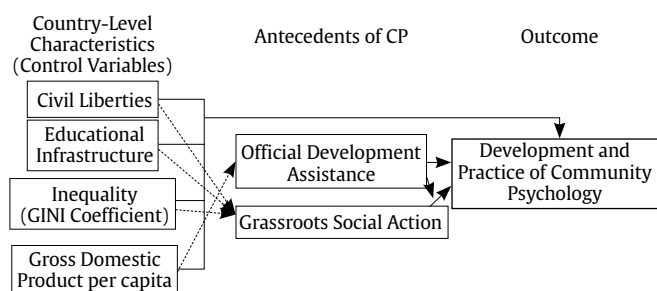 Country-Level
Characteristics
(Control Variables)
Antecedents of CP
Outcome
Civil Liberties
Educational
Infrastructure
Inequality
(GINI Coefficient)
Gross Domestic
Product per capita
Official Development
Assistance
Grassroots Social Action
Development and
Practice of Community
Psychology